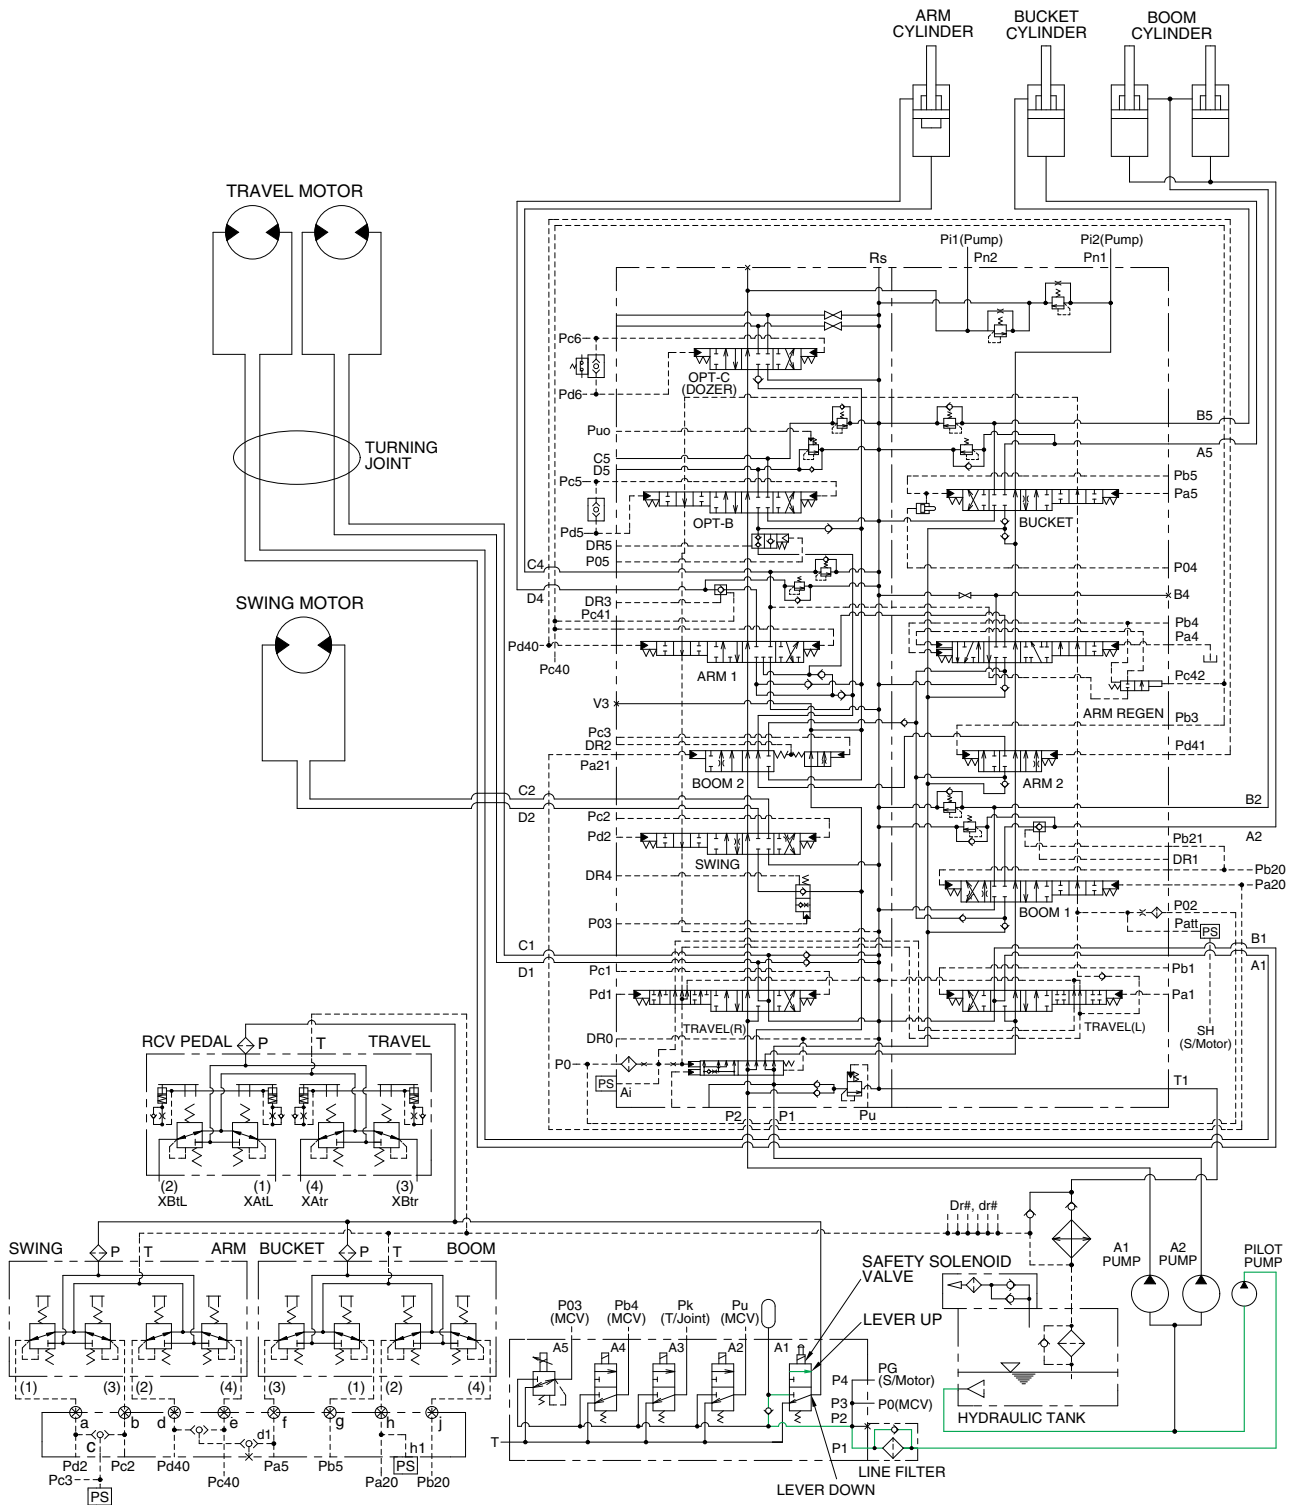 ARM
CYLINDER
BUCKET
CYLINDER
BOOM
CYLINDER
TRAVEL MOTOR
TURNING
JOINT
SWING MOTOR
Pi1(Pump)
Pi2(Pump)
Rs
Pn2
Pn1
Pc6
OPT-C
(DOZER)
Pd6
Puo
C5
D5
Pc5
OPT-B
Pd5
DR5
P05
C4
D4
DR3
Pc41
Pd40
Pc40
ARM 1
V3
Pc3
DR2
Pa21
BOOM 2
C2
D2
Pc2
Pd2
SWING
DR4
P03
C1
D1
Pc1
Pd1
TRAVEL(R)
DR0
P0
PS
Ai
P2
P1
Pu
B5
A5
Pb5
Pa5
BUCKET
P04
B4
Pb4
Pa4
Pc42
ARM REGEN
Pb3
Pd41
ARM 2
B2
A2
Pb21
DR1
Pb20
Pa20
BOOM 1
P02
Patt
PS
B1
A1
Pb1
Pa1
TRAVEL(L)
SH
(S/Motor)
T1
RCV PEDAL
P
T
TRAVEL
(2)
XBtL
(1)
XAtL
(4)
XAtr
(3)
XBtr
SWING
P
T
ARM
BUCKET
P
T
BOOM
(1)
(3)
(2)
(4)
(3)
(1)
(2)
(4)
a
b
d
e
f
g
h
j
c
d1
h1
Pd2
Pc2
Pd40
Pa5
Pb5
PS
Pc3
Pc40
Pa20
Pb20
PS
Dr#, dr#
SAFETY SOLENOID
VALVE
LEVER UP
A1
PUMP
A2
PUMP
PILOT
PUMP
P03
(MCV)
Pb4
(MCV)
Pk
(T/Joint)
Pu
(MCV)
A5
A4
A3
A2
A1
P4
PG
(S/Motor)
P3
P0(MCV)
P2
P1
T
HYDRAULIC TANK
LINE FILTER
LEVER DOWN